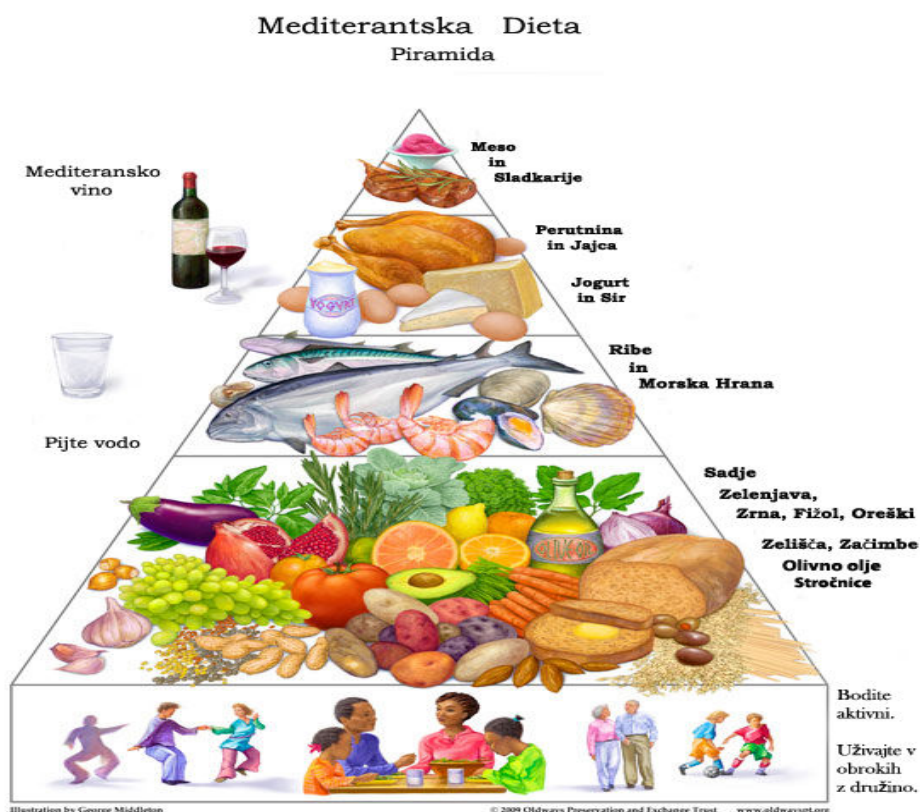 Mediterantska Dieta
Piramida
Meso
in
Sladkarije
Mediteransko
vino
Perutnina
in Jajca
Jogurt
in Sir
YOGURT
Ribe
in
Morska Hrana
Pijte vodo
Sadje
Zelenjava,
Zrna, Fižol, Oreški
Zelišča, Začimbe
Olivno olje
Stročnice
Bodite
aktivni.
Uživajte v
obrokih
z družino.
Illustration by George Middleton
© 2009 Oldways Preservation and Exchange Trust www.oldwayspt.org